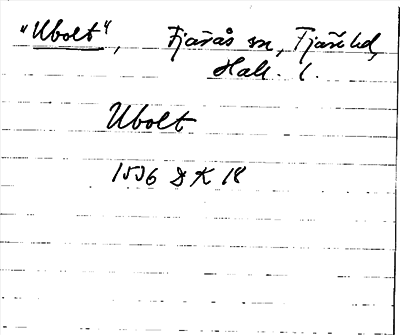 "Ubolt", Fjärås sn, Fjäre hd,
Hall. l.
Ubolt
1536 DK 18